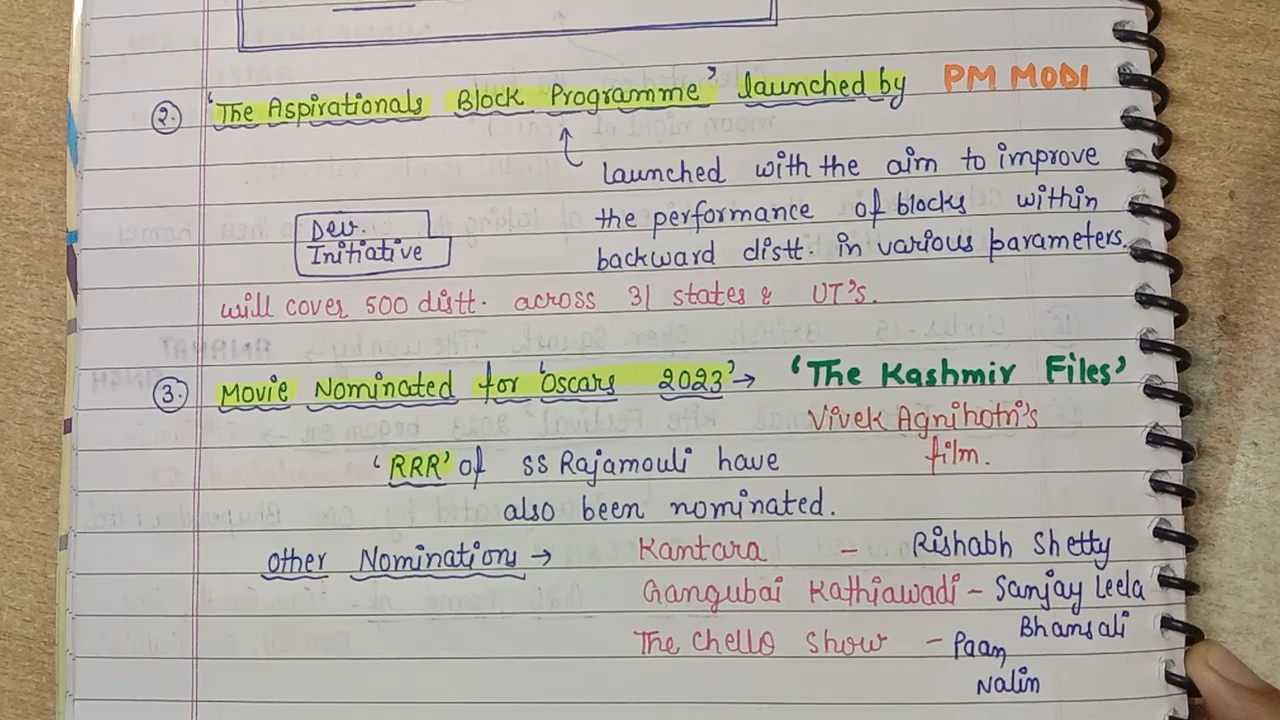 2. 'The Aspirationals Block Programme' launched by PM MODI
launched with the aim to improve
the performance of blocks within
backward distt. in various parameters.
Dev.
Initiative
will cover 500 distt. across 31 states & UT's.
3. Movie Nominated for 'Oscars 2023' → 'The Kashmir Files'
Vivek Agnihotri's
film.
'RRR' of SS Rajamouli have
also been nominated.
Other Nominations → Kantara - Rishabh Shetty
Gangubai Kathiawadi - Sanjay Leela
Bhansali
The Chello Show - Paan
Nalin